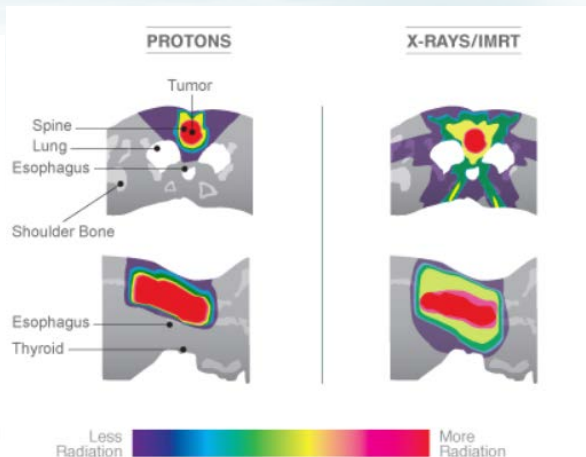 PROTONS
X-RAYS/IMRT
Tumor
Spine
Lung
Esophagus
Shoulder Bone
Esophagus
Thyroid
Less Radiation
More Radiation